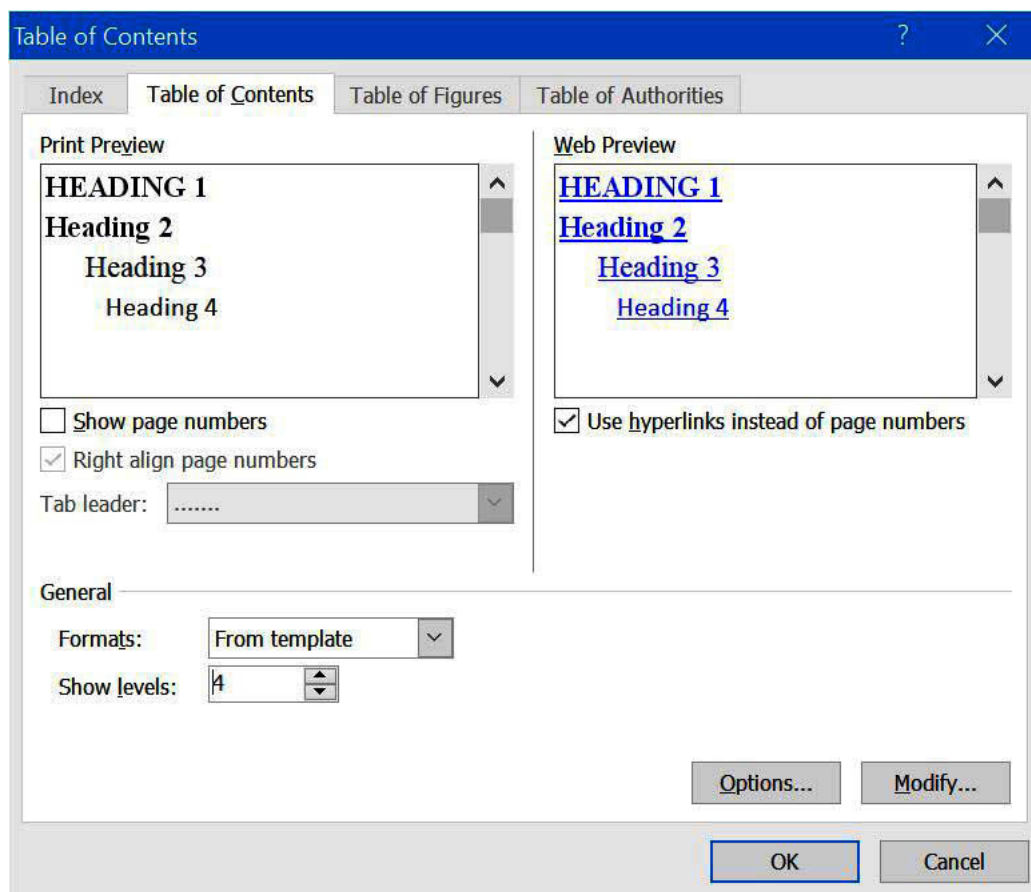 Table of Contents ?
Index Table of Contents Table of Figures Table of Authorities
Print Preview
HEADING 1
Heading 2
Heading 3
Heading 4
Show page numbers
Right align page numbers
Tab leader: .......
Web Preview
HEADING 1
Heading 2
Heading 3
Heading 4
Use hyperlinks instead of page numbers
General
Formats: From template
Show levels: 4
Options... Modify...
OK Cancel